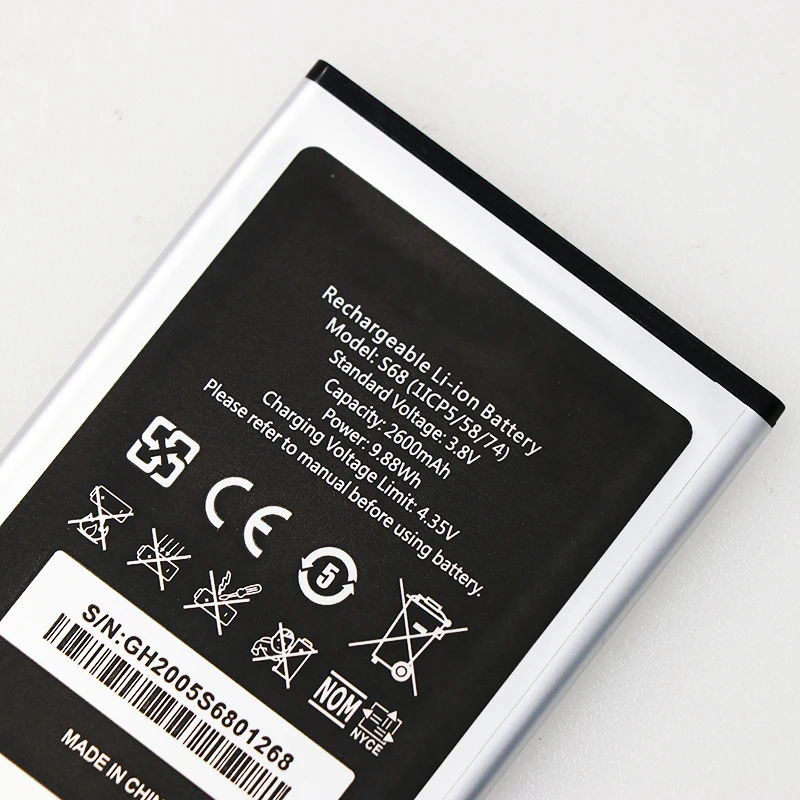 Rechargeable Li-ion Battery
Model: S68 (1ICP5/58/74)
Standard Voltage: 3.8V
Capacity: 2600mAh
Power: 9.88Wh
Charging Voltage Limit: 4.35V
Please refer to manual before using battery.
CE
5
NOM
NYCE
S/N:GH2005S6801268
MADE IN CHINA